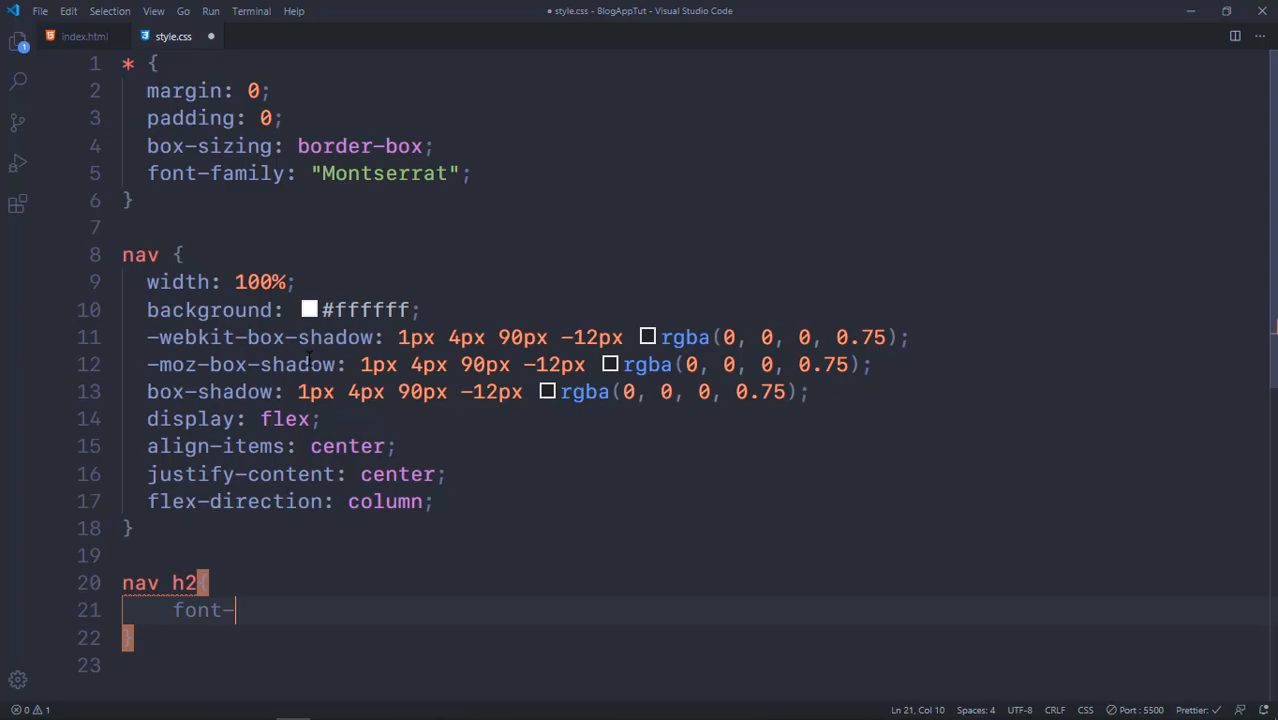 File Edit Selection View Go Run Terminal Help ● style.css - BlogAppTut - Visual Studio Code
index.html style.css ●
1 * {
2 margin: 0;
3 padding: 0;
4 box-sizing: border-box;
5 font-family: "Montserrat";
6 }
7
8 nav {
9 width: 100%;
10 background: #ffffff;
11 -webkit-box-shadow: 1px 4px 90px -12px rgba(0, 0, 0, 0.75);
12 -moz-box-shadow: 1px 4px 90px -12px rgba(0, 0, 0, 0.75);
13 box-shadow: 1px 4px 90px -12px rgba(0, 0, 0, 0.75);
14 display: flex;
15 align-items: center;
16 justify-content: center;
17 flex-direction: column;
18 }
19
20 nav h2{
21 font-
22 }
23
1
0 1 Ln 21, Col 10 Spaces: 4 UTF-8 CRLF CSS Port : 5500 Prettier: ✓